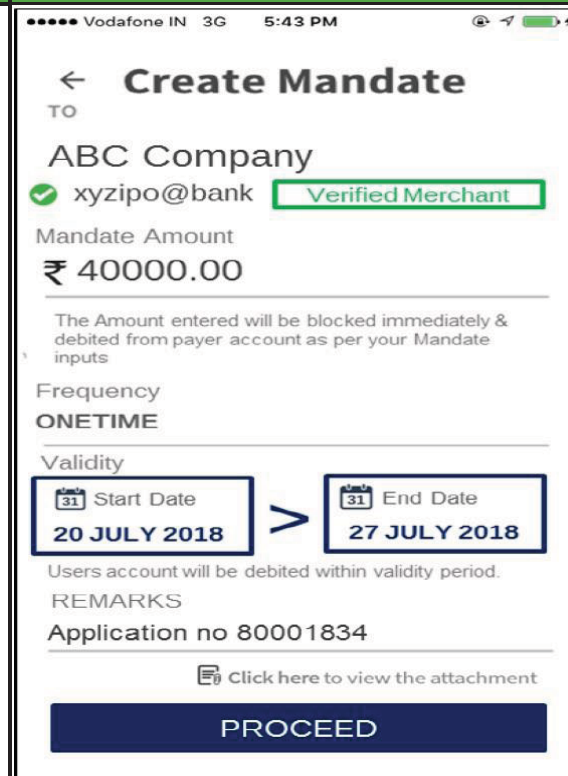 Vodafone IN 3G 5:43 PM
← Create Mandate
TO
ABC Company
xyzipo@bank Verified Merchant
Mandate Amount
₹ 40000.00
The Amount entered will be blocked immediately &
debited from payer account as per your Mandate
inputs
Frequency
ONETIME
Validity
31 Start Date > 31 End Date
20 JULY 2018 27 JULY 2018
Users account will be debited within validity period.
REMARKS
Application no 80001834
Click here to view the attachment
PROCEED